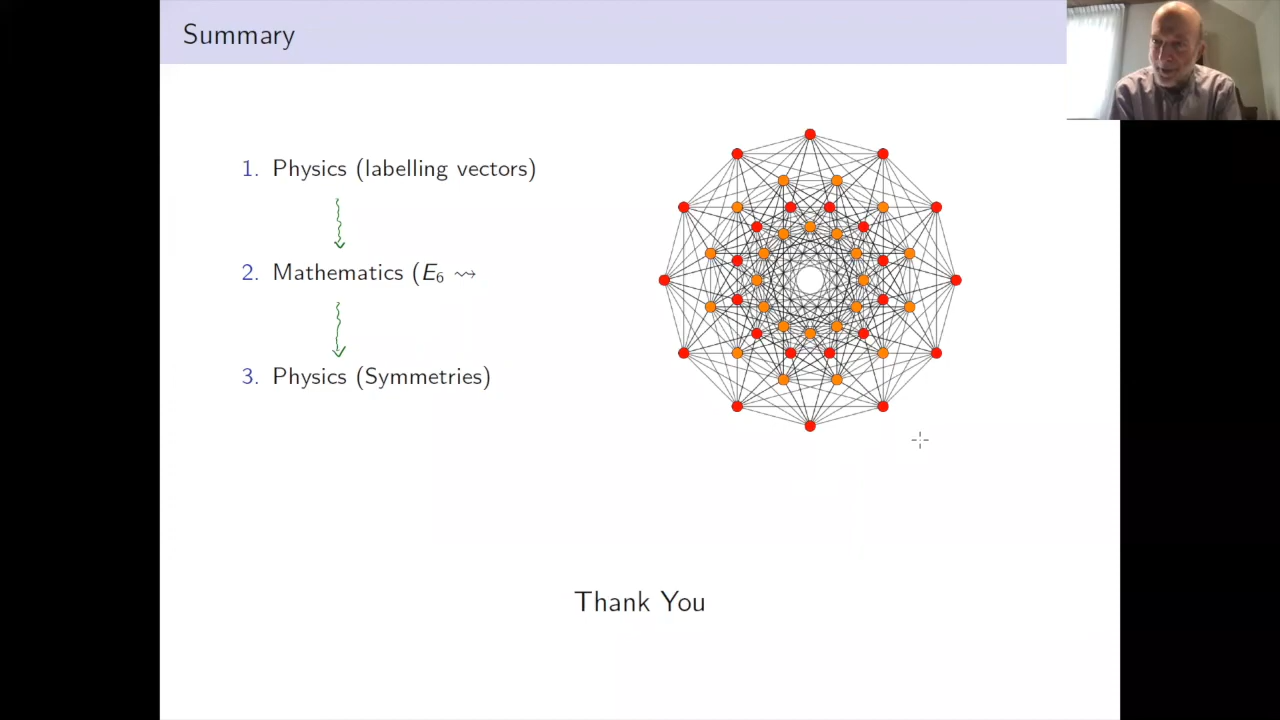 Summary
1. Physics (labelling vectors)
2. Mathematics (E₆ ⇝
3. Physics (Symmetries)
Thank You